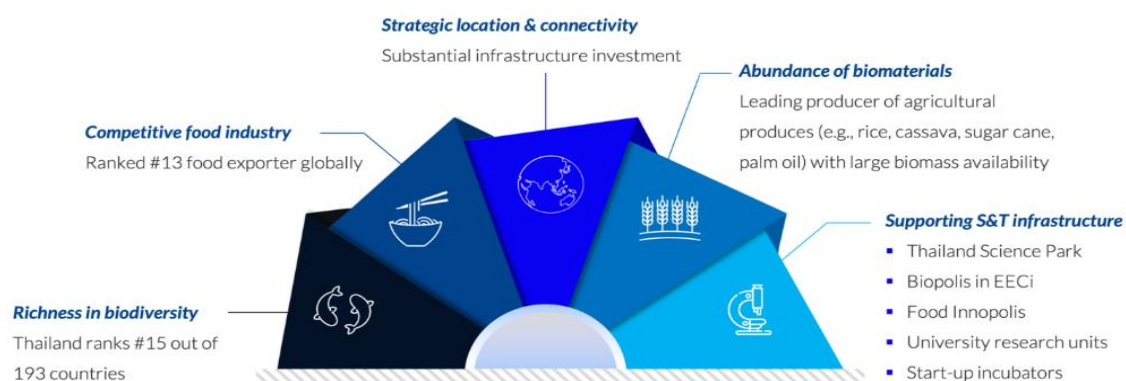 Strategic location & connectivity
Substantial infrastructure investment
Abundance of biomaterials
Leading producer of agricultural
produces (e.g., rice, cassava, sugar cane,
palm oil) with large biomass availability
Competitive food industry
Ranked #13 food exporter globally
Supporting S&T infrastructure
▪ Thailand Science Park
▪ Biopolis in EECi
▪ Food Innopolis
▪ University research units
▪ Start-up incubators
Richness in biodiversity
Thailand ranks #15 out of
193 countries